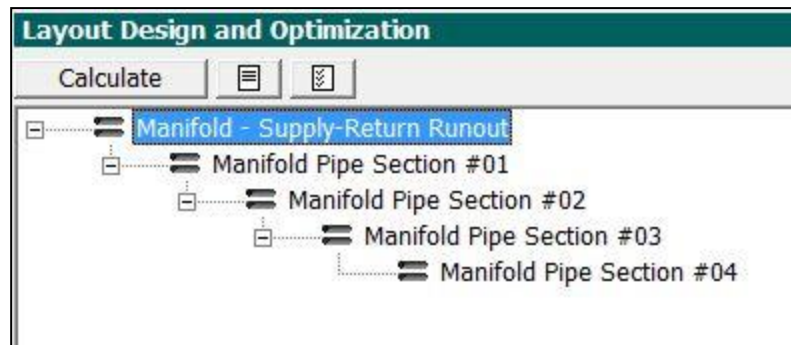 Layout Design and Optimization
Calculate
Manifold - Supply-Return Runout
Manifold Pipe Section #01
Manifold Pipe Section #02
Manifold Pipe Section #03
Manifold Pipe Section #04